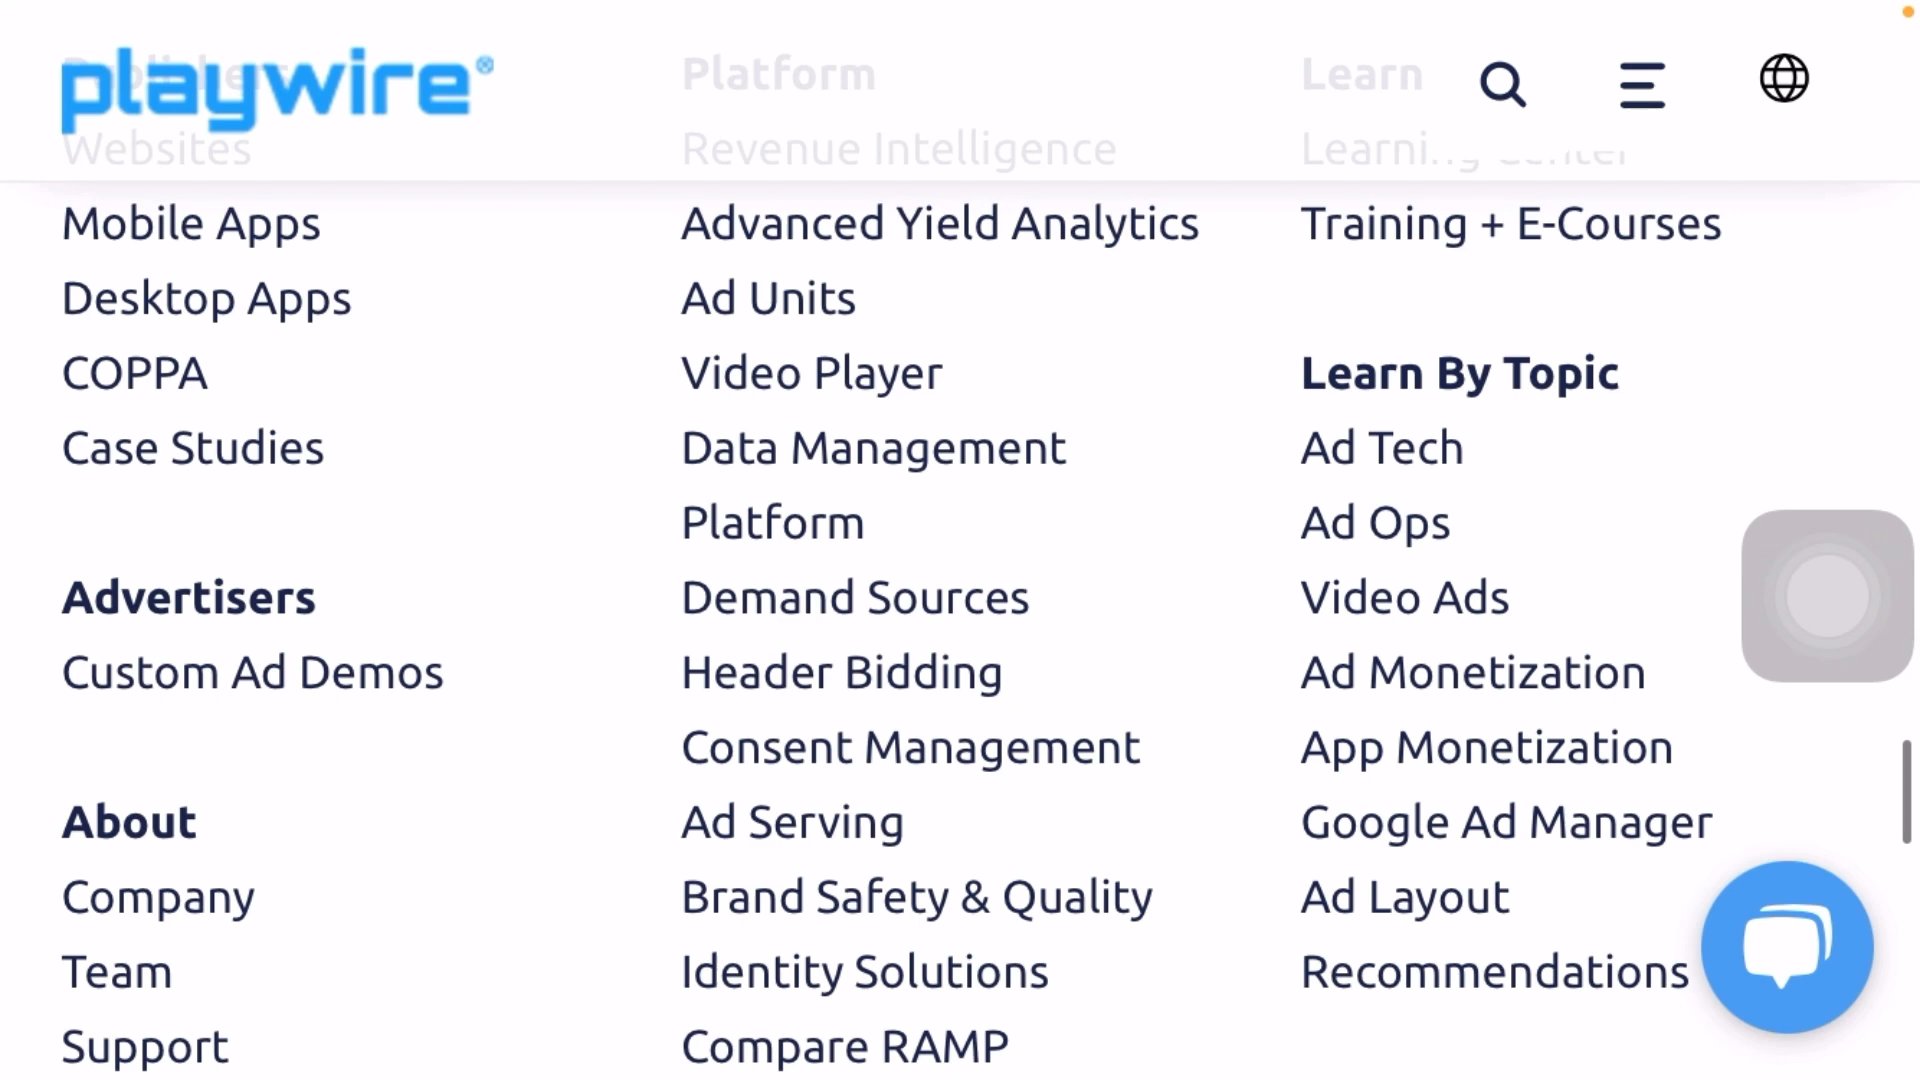 playwire®
Publishers
Websites
Mobile Apps
Desktop Apps
COPPA
Case Studies
Advertisers
Custom Ad Demos
About
Company
Team
Support
Platform
Revenue Intelligence
Advanced Yield Analytics
Ad Units
Video Player
Data Management
Platform
Demand Sources
Header Bidding
Consent Management
Ad Serving
Brand Safety & Quality
Identity Solutions
Compare RAMP
Learn
Learning Center
Training + E-Courses
Learn By Topic
Ad Tech
Ad Ops
Video Ads
Ad Monetization
App Monetization
Google Ad Manager
Ad Layout
Recommendations